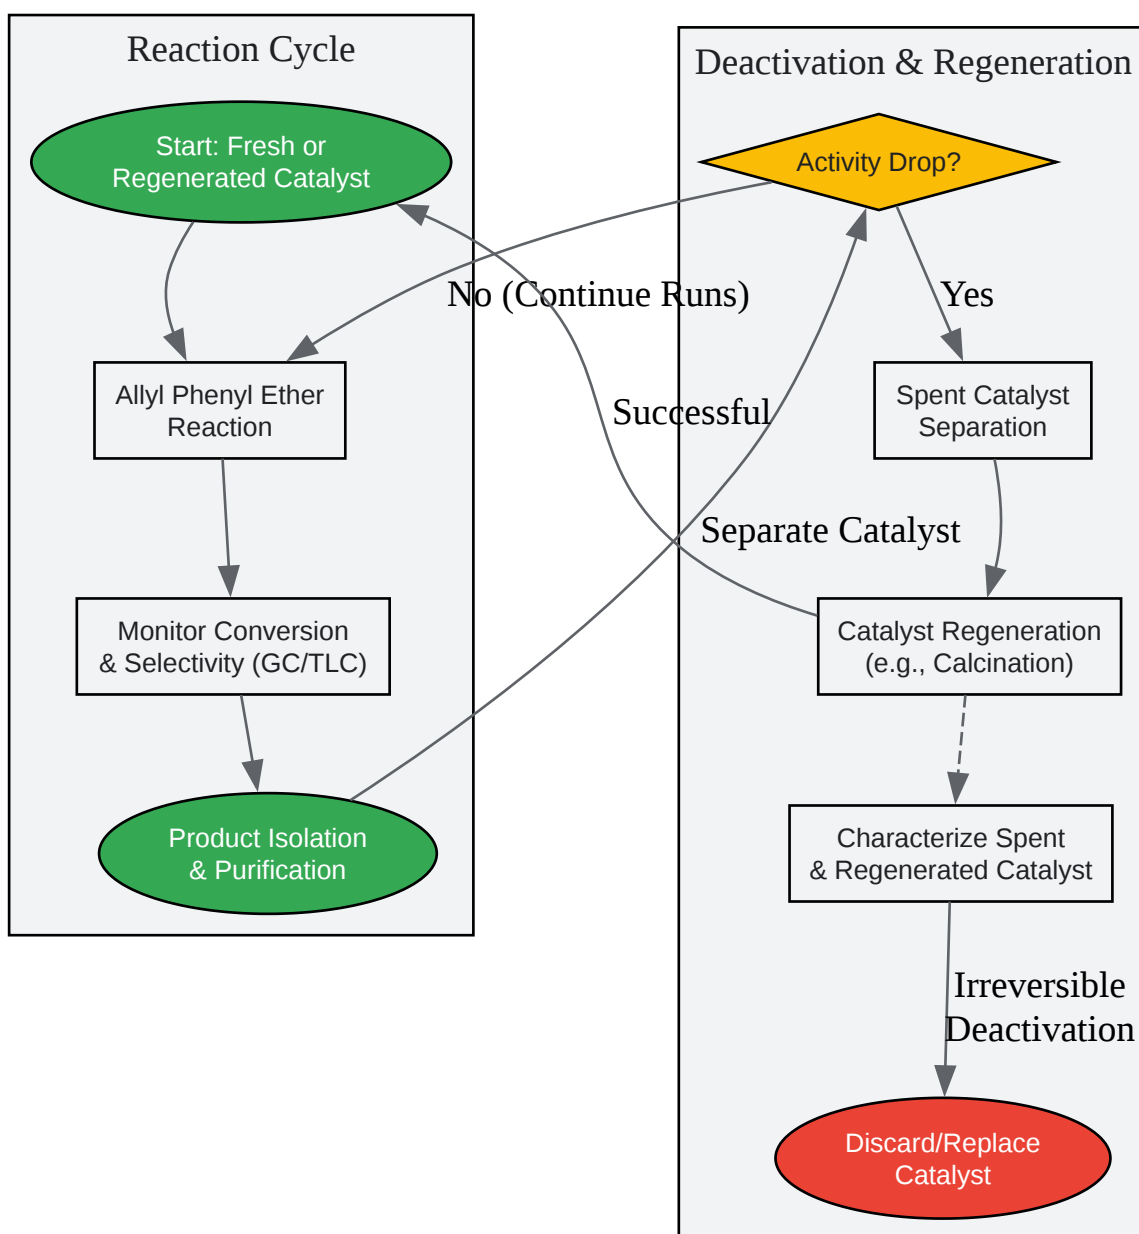 Reaction Cycle
Start: Fresh or
Regenerated Catalyst
Allyl Phenyl Ether
Reaction
Monitor Conversion
& Selectivity (GC/TLC)
Product Isolation
& Purification
No (Continue Runs)
Successful
Separate Catalyst
Deactivation & Regeneration
Activity Drop?
Yes
Spent Catalyst
Separation
Catalyst Regeneration
(e.g., Calcination)
Characterize Spent
& Regenerated Catalyst
Irreversible
Deactivation
Discard/Replace
Catalyst